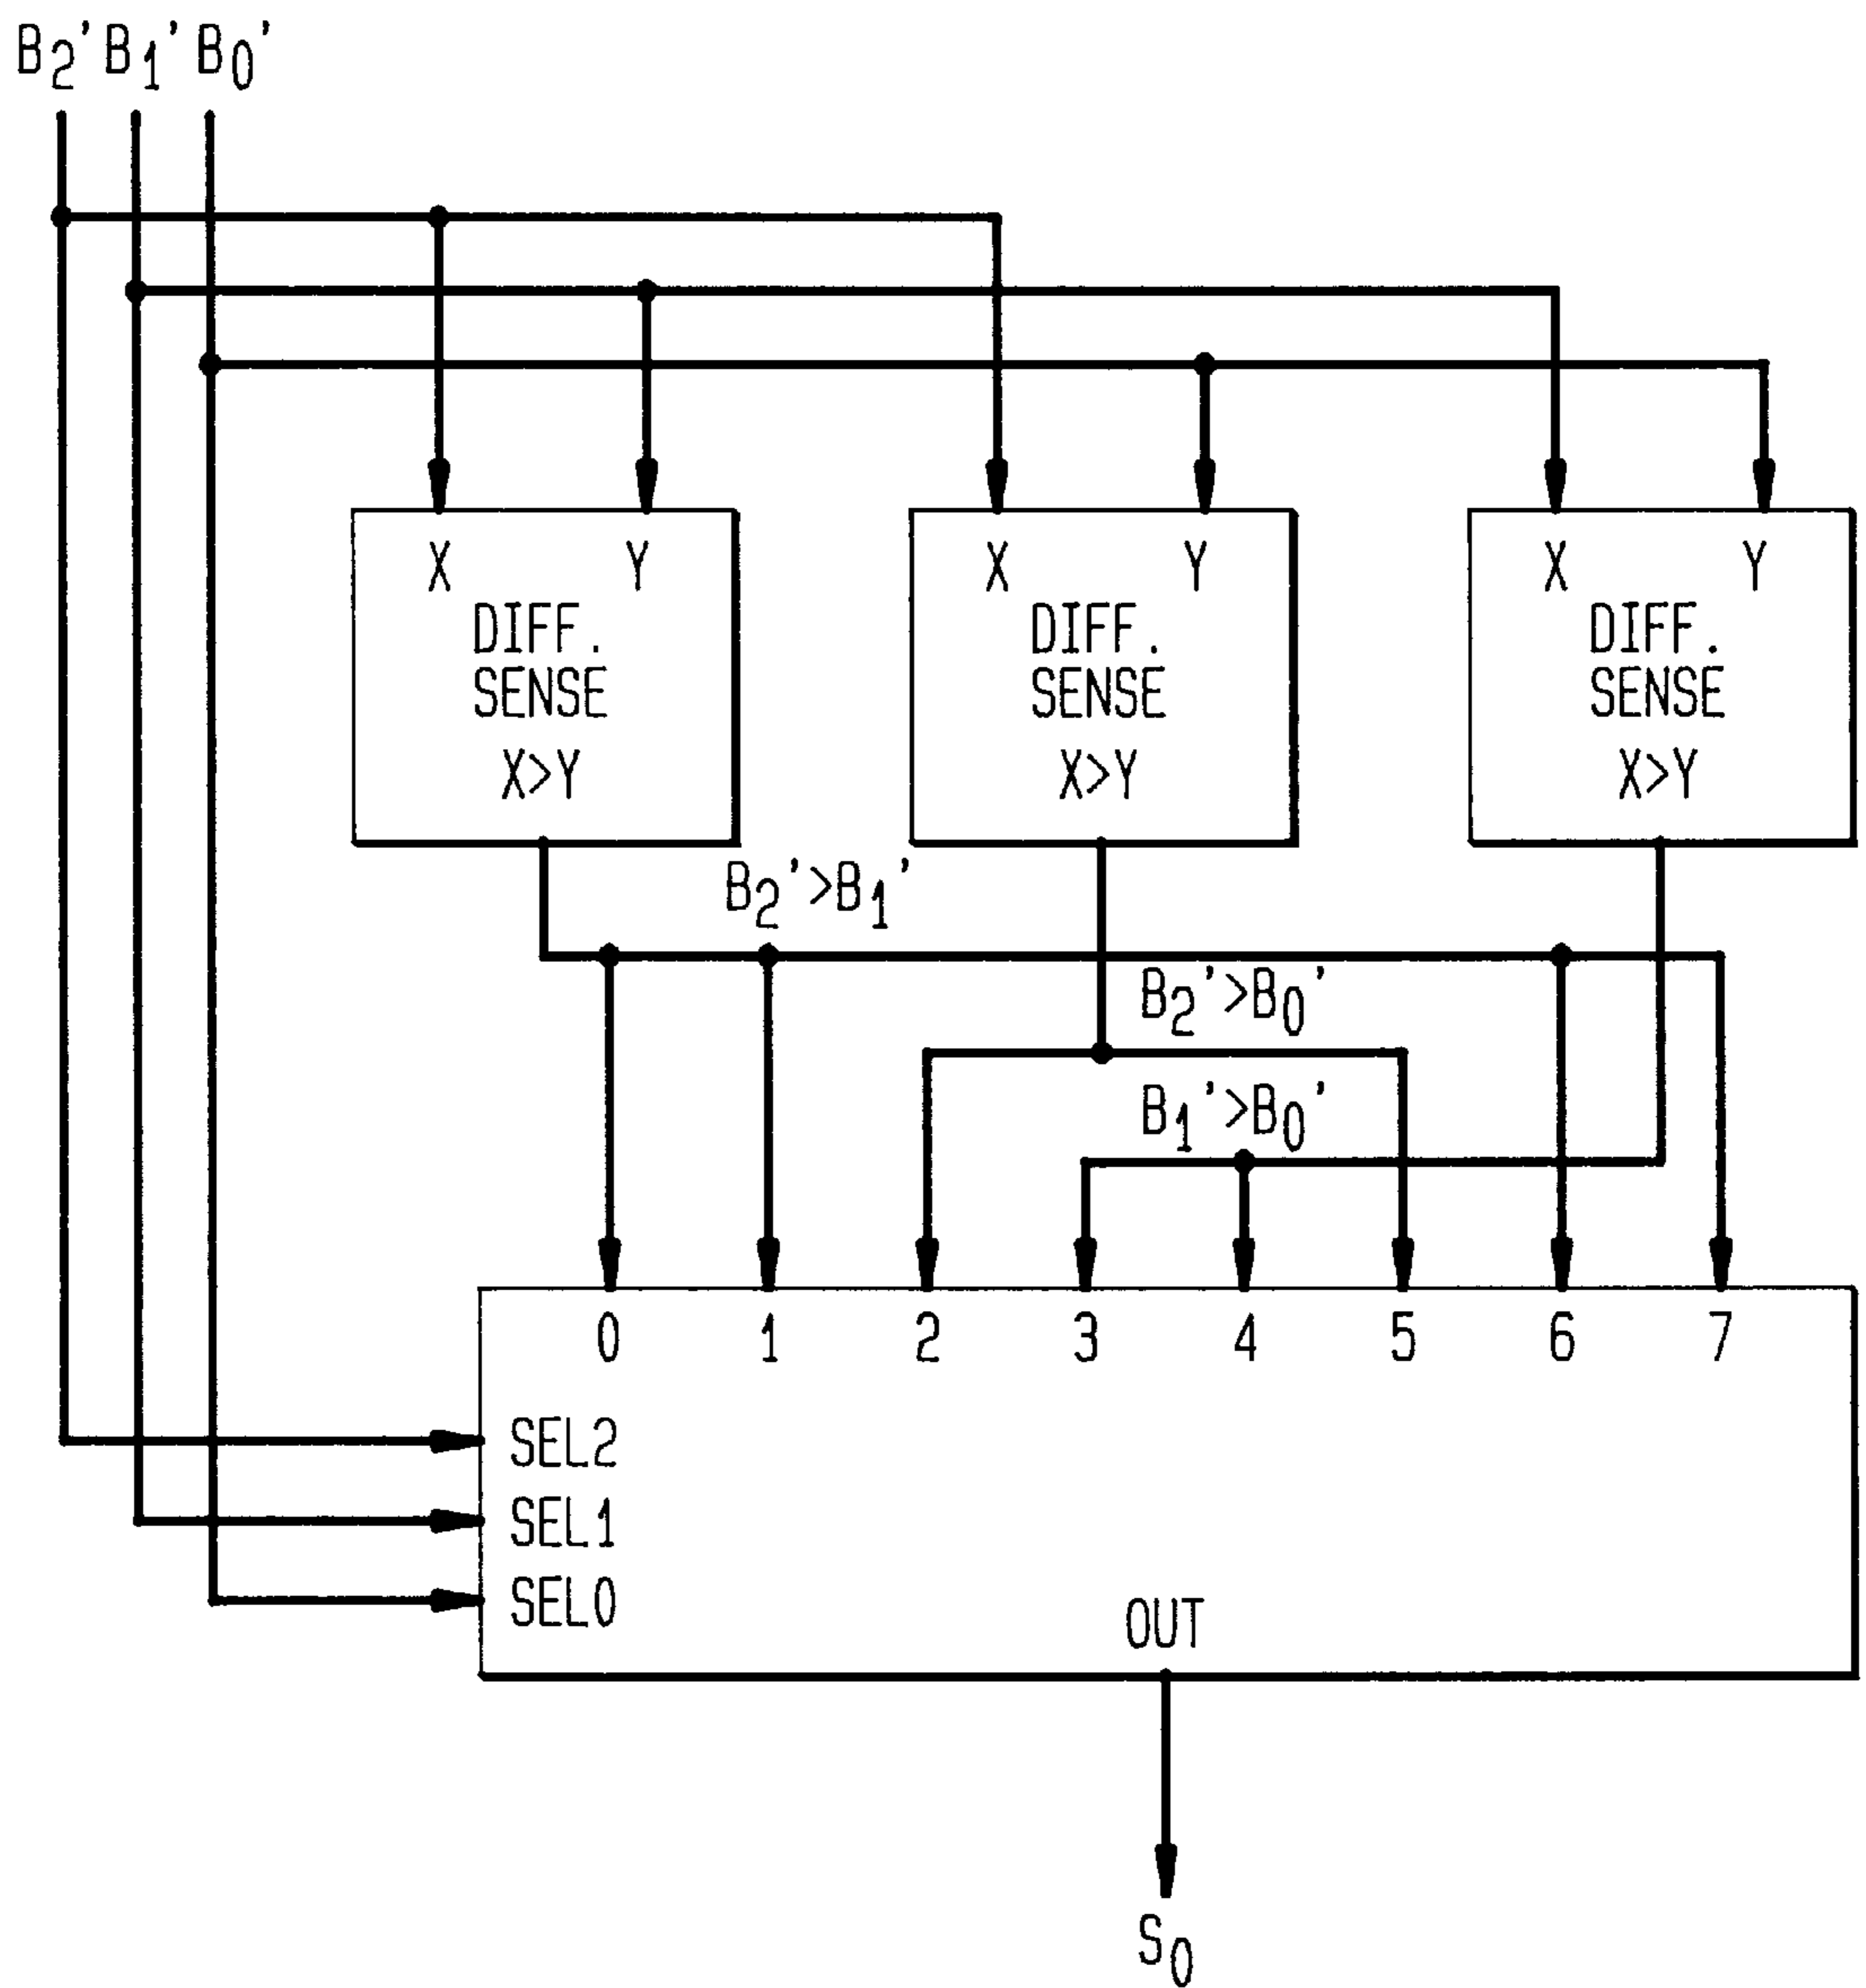 B₂' B₁' B₀'
X Y
DIFF.
SENSE
X>Y
X Y
DIFF.
SENSE
X>Y
X Y
DIFF.
SENSE
X>Y
B₂'>B₁'
B₂'>B₀'
B₁'>B₀'
0 1 2 3 4 5 6 7
SEL2
SEL1
SEL0
OUT
S₀